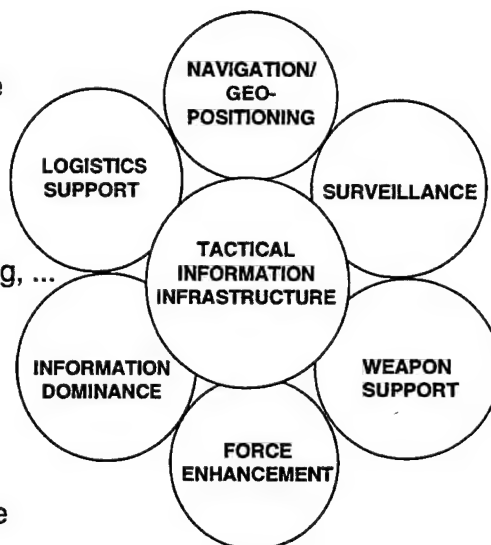 e
NAVIGATION/
GEO-
POSITIONING
LOGISTICS
SUPPORT
SURVEILLANCE
TACTICAL
INFORMATION
INFRASTRUCTURE
g, ...
INFORMATION
DOMINANCE
WEAPON
SUPPORT
FORCE
ENHANCEMENT
e